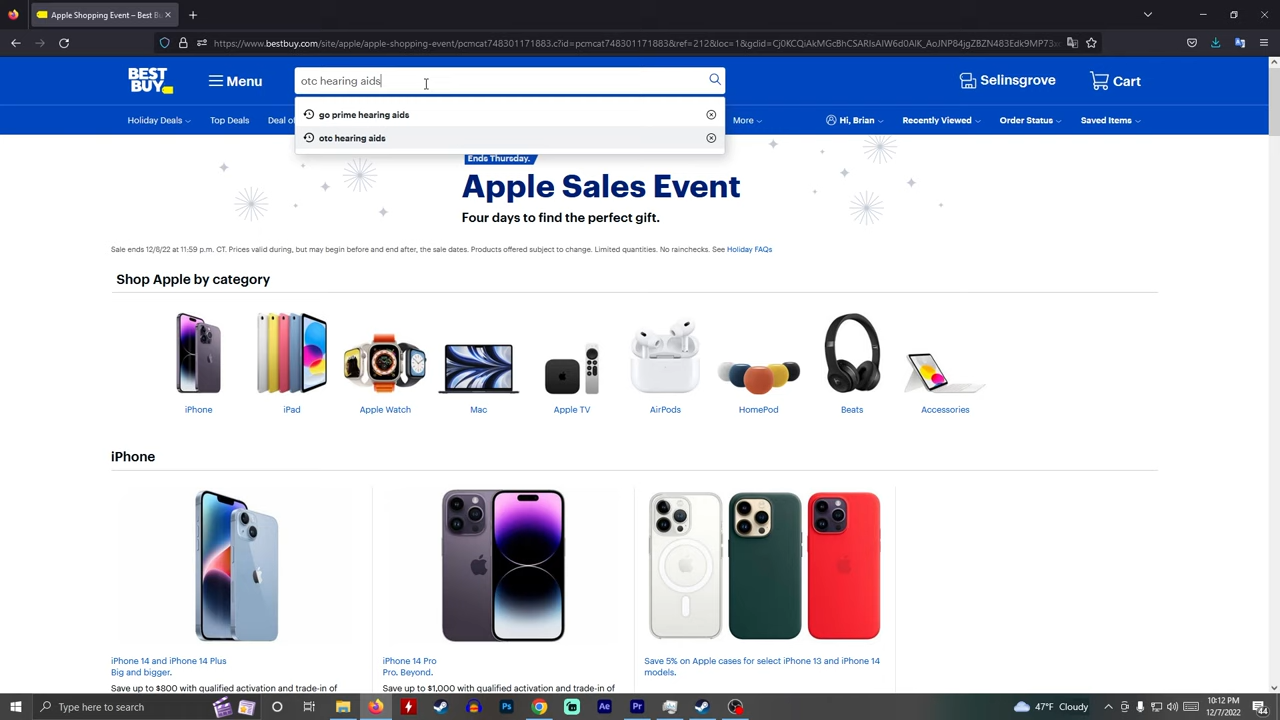 Apple Shopping Event – Best B
https://www.bestbuy.com/site/apple/apple-shopping-event/pcmcat748301171883.c?id=pcmcat748301171883&ref=212&loc=1&gclid=Cj0KCQiAkMGcBhCSARIsAIW6d0AIK_AoJNP84jgZBZN483Edk9MP73
BEST BUY
Menu
otc hearing aids
Selinsgrove
Cart
go prime hearing aids
otc hearing aids
Holiday Deals
Top Deals
Deal of
More
Hi, Brian
Recently Viewed
Order Status
Saved Items
Ends Thursday.
Apple Sales Event
Four days to find the perfect gift.
Sale ends 12/8/22 at 11:59 p.m. CT. Prices valid during, but may begin before and end after, the sale dates. Products offered subject to change. Limited quantities. No rainchecks. See Holiday FAQs
Shop Apple by category
iPhone
iPad
Apple Watch
Mac
Apple TV
AirPods
HomePod
Beats
Accessories
iPhone
iPhone 14 and iPhone 14 Plus
Big and bigger.
Save up to $800 with qualified activation and trade-in of
iPhone 14 Pro
Pro. Beyond.
Save up to $1,000 with qualified activation and trade-in of
Save 5% on Apple cases for select iPhone 13 and iPhone 14
models.
Type here to search
47°F Cloudy
10:12 PM
12/7/2022
44